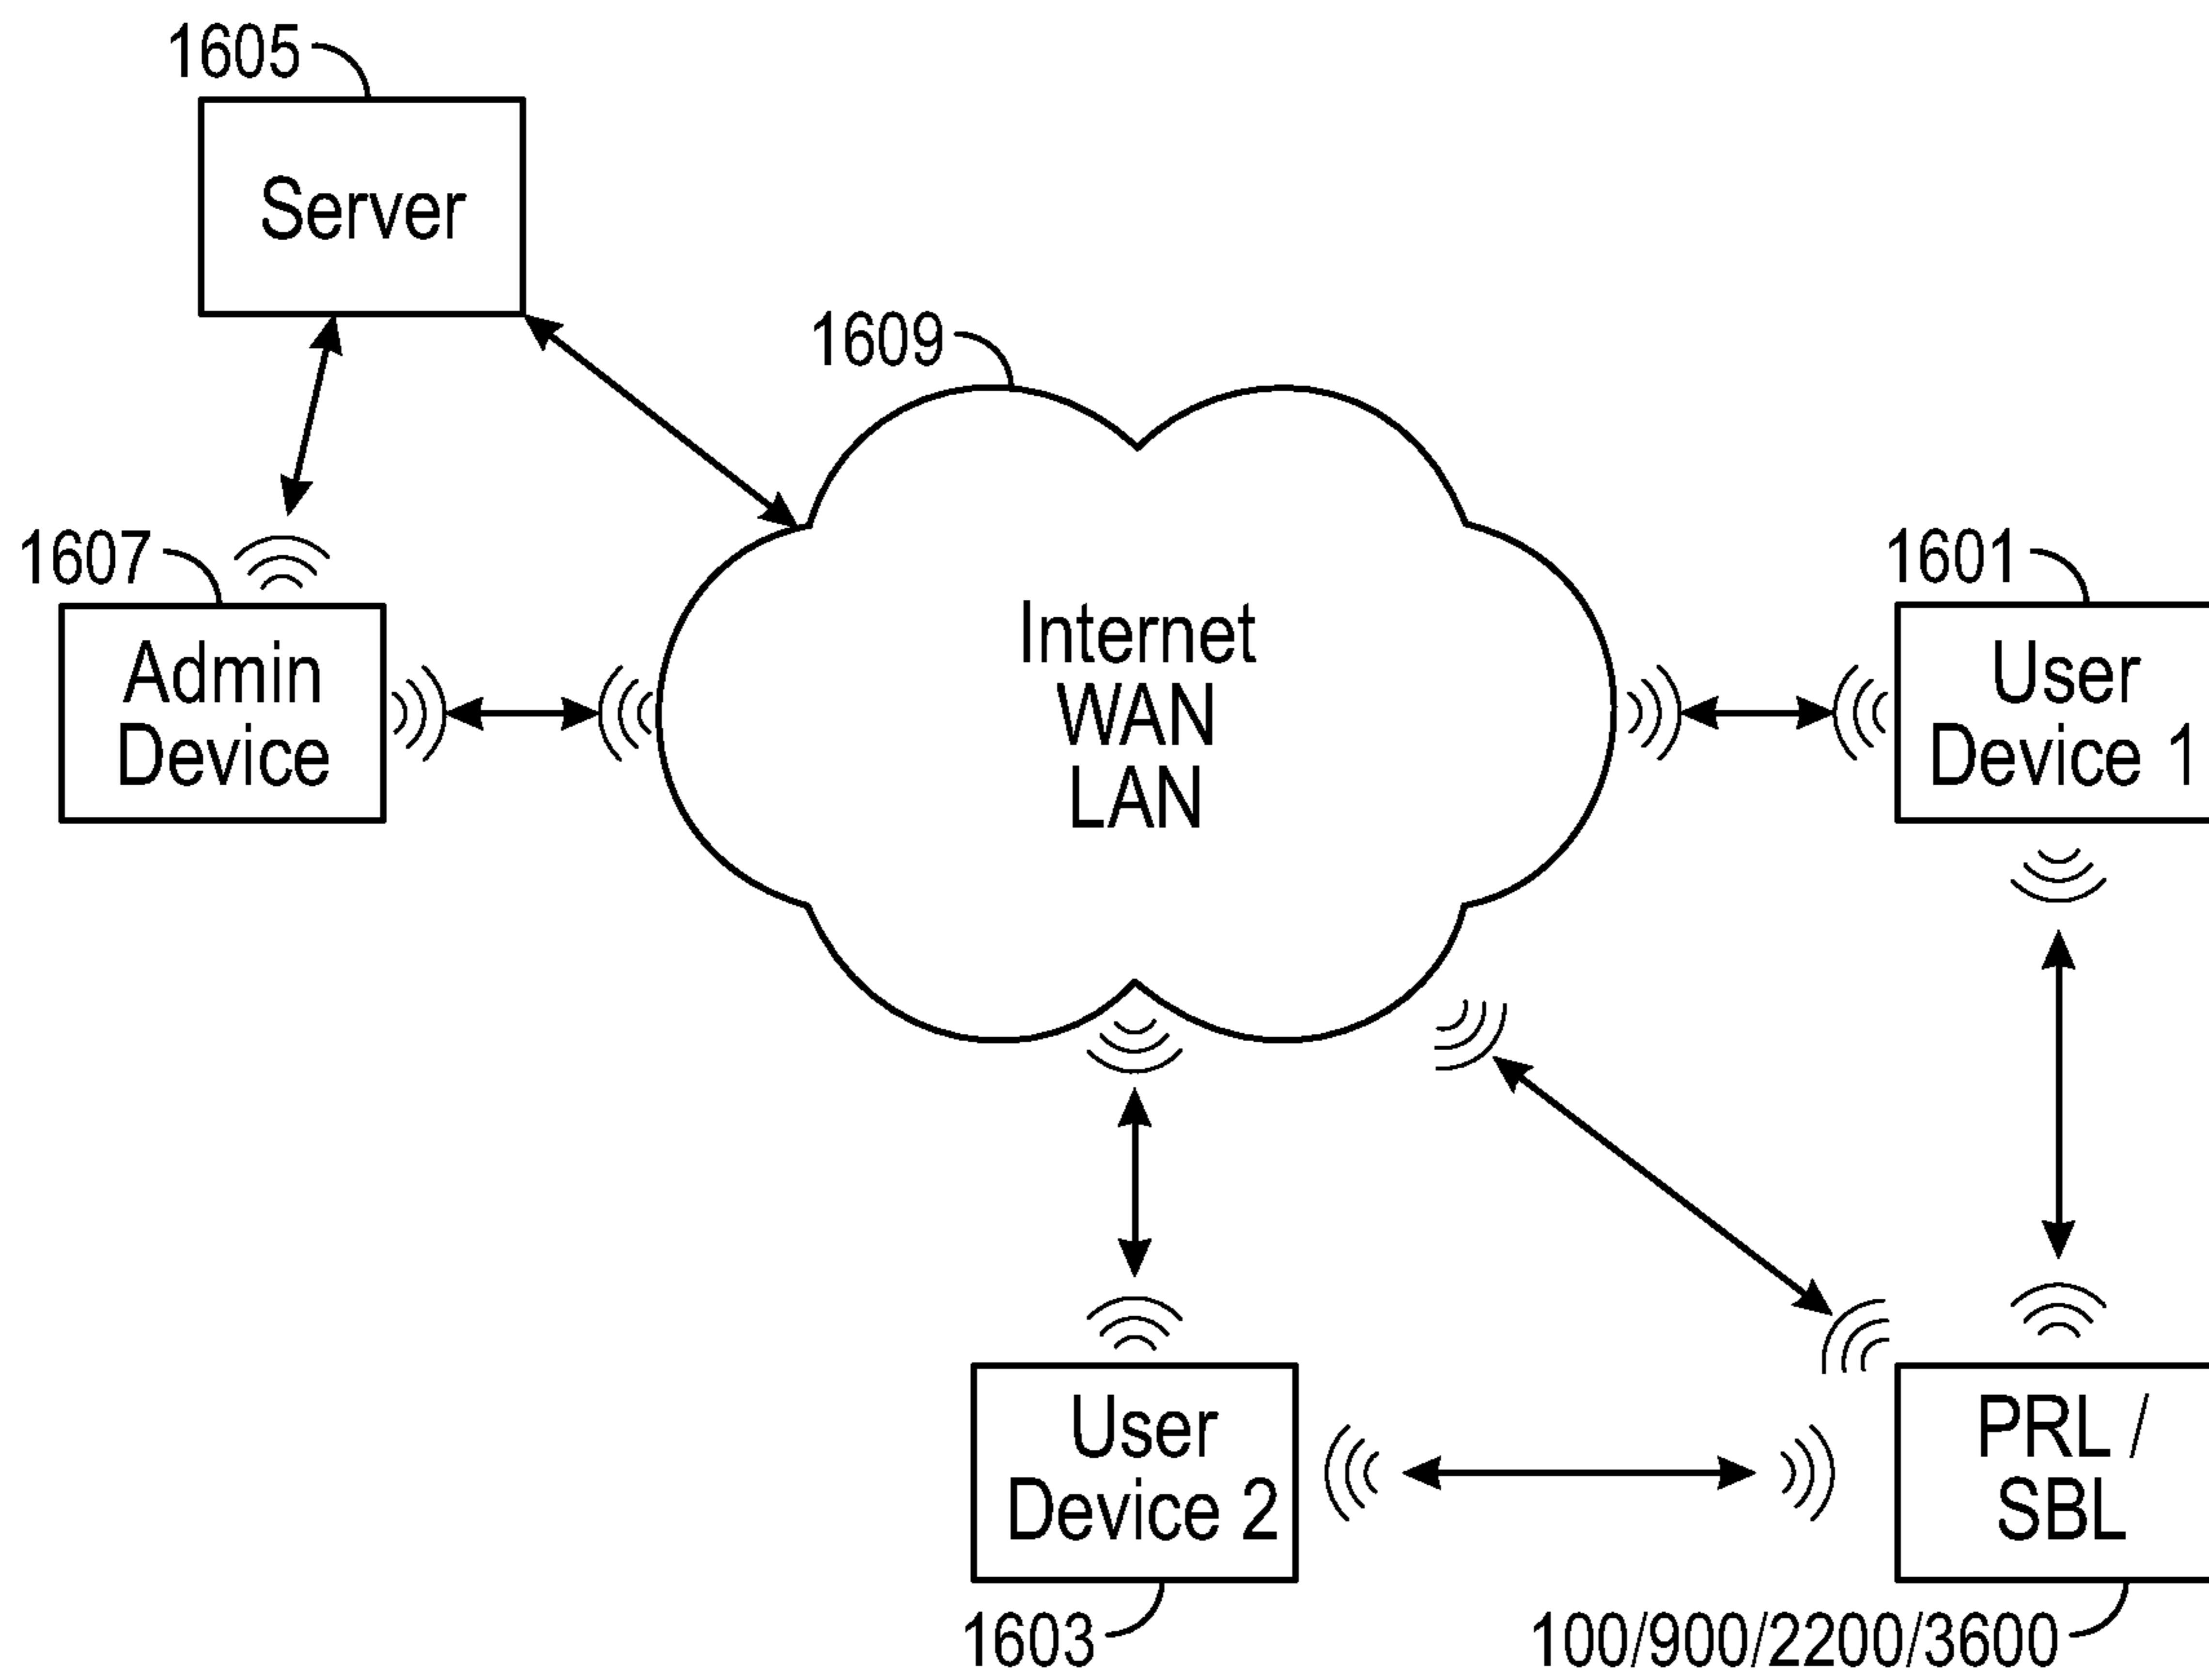 1605
Server
1609
1607
Admin
Device
Internet
WAN
LAN
1601
User
Device 1
User
Device 2
1603
PRL /
SBL
100/900/2200/3600